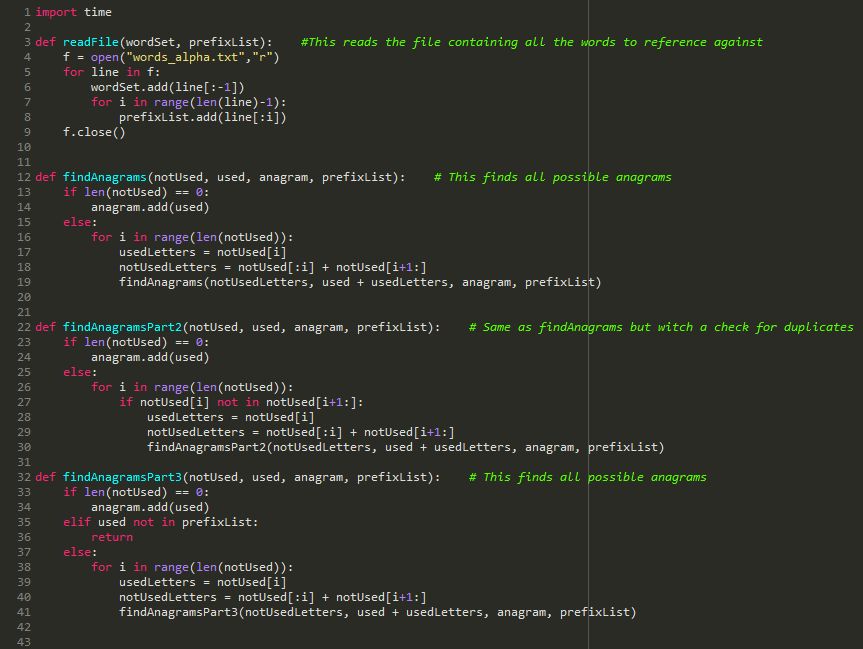 1 import time
2
3 def readFile(wordSet, prefixList):    #This reads the file containing all the words to reference against
4     f = open("words_alpha.txt","r")
5     for line in f:
6         wordSet.add(line[:-1])
7         for i in range(len(line)-1):
8             prefixList.add(line[:i])
9     f.close()
10
11
12 def findAnagrams(notUsed, used, anagram, prefixList):    # This finds all possible anagrams
13     if len(notUsed) == 0:
14         anagram.add(used)
15     else:
16         for i in range(len(notUsed)):
17             usedLetters = notUsed[i]
18             notUsedLetters = notUsed[:i] + notUsed[i+1:]
19             findAnagrams(notUsedLetters, used + usedLetters, anagram, prefixList)
20
21
22 def findAnagramsPart2(notUsed, used, anagram, prefixList):    # Same as findAnagrams but witch a check for duplicates
23     if len(notUsed) == 0:
24         anagram.add(used)
25     else:
26         for i in range(len(notUsed)):
27             if notUsed[i] not in notUsed[i+1:]:
28                 usedLetters = notUsed[i]
29                 notUsedLetters = notUsed[:i] + notUsed[i+1:]
30                 findAnagramsPart2(notUsedLetters, used + usedLetters, anagram, prefixList)
31
32 def findAnagramsPart3(notUsed, used, anagram, prefixList):    # This finds all possible anagrams
33     if len(notUsed) == 0:
34         anagram.add(used)
35     elif used not in prefixList:
36         return
37     else:
38         for i in range(len(notUsed)):
39             usedLetters = notUsed[i]
40             notUsedLetters = notUsed[:i] + notUsed[i+1:]
41             findAnagramsPart3(notUsedLetters, used + usedLetters, anagram, prefixList)
42
43